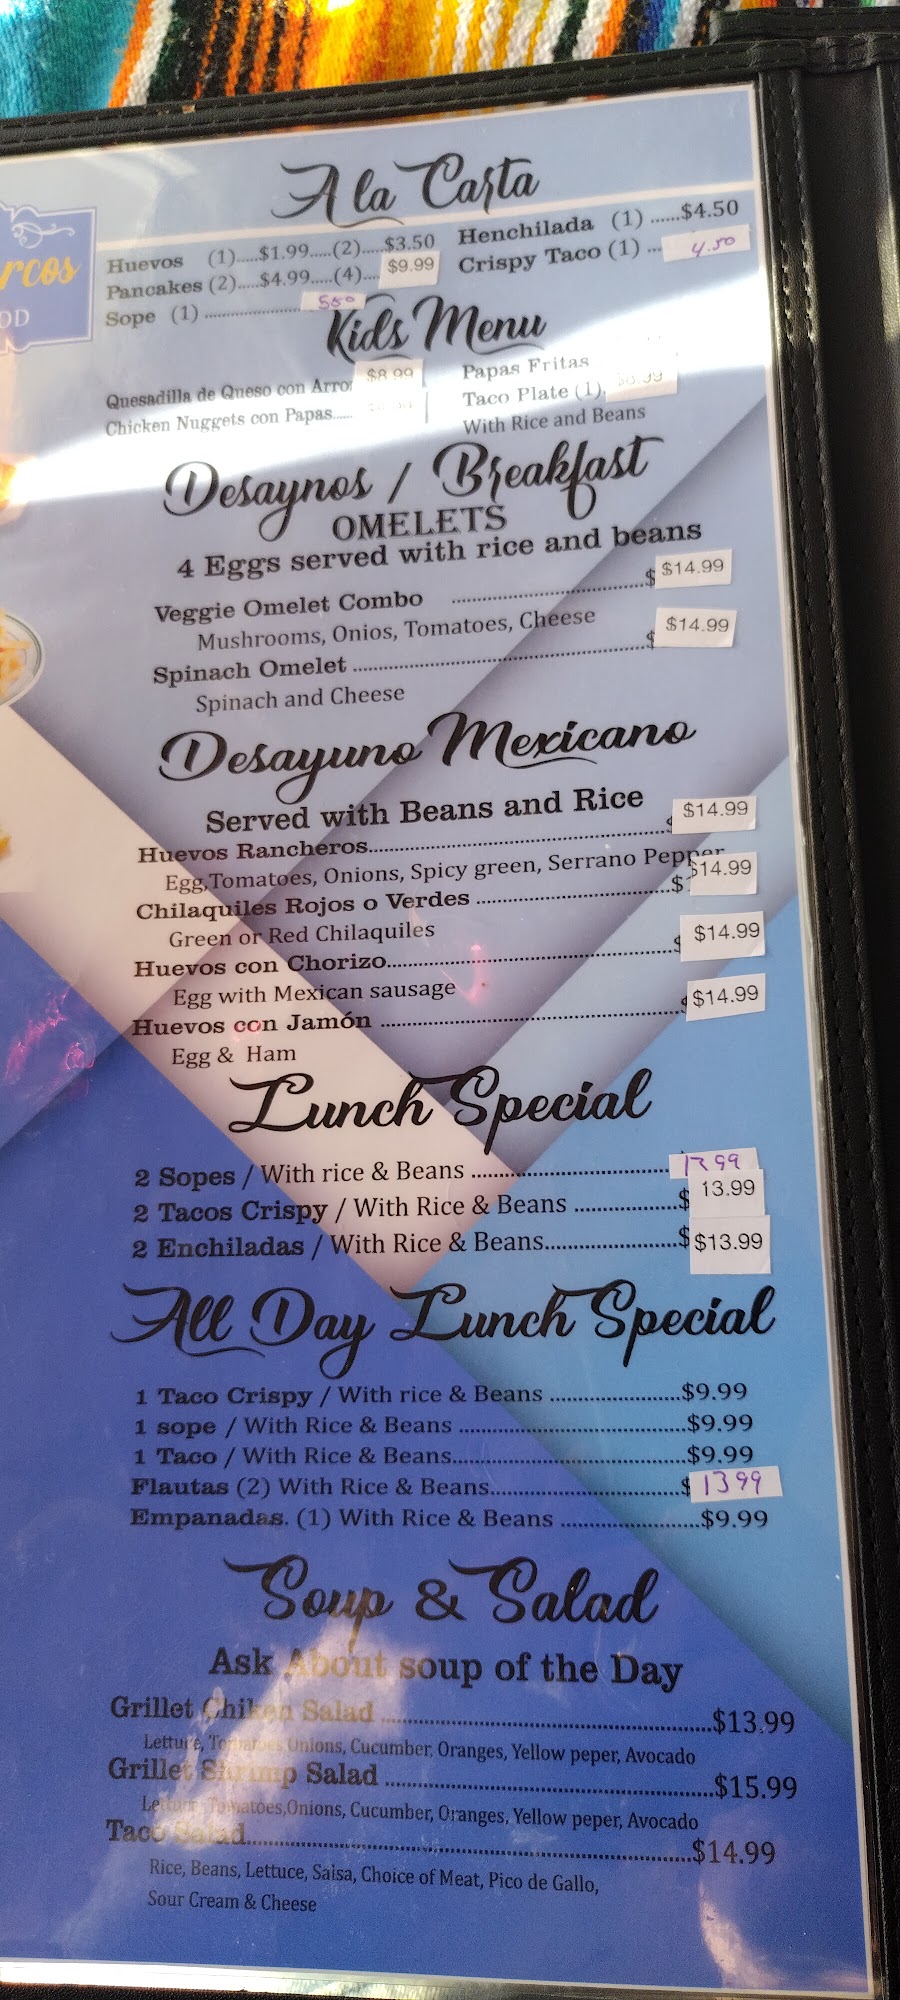 A la Carta
rcos
OD
Huevos (1).....$1.99.....(2).....$3.50
Pancakes (2).....$4.99.....(4).... $9.99
Sope (1) ........................ 550
Henchilada (1) ......$4.50
Crispy Taco (1) ... 4.50
Kids Menu
Quesadilla de Queso con Arro $8.99
Chicken Nuggets con Papas......
Papas Fritas
Taco Plate (1).
With Rice and Beans
Desaynos / Breakfast
OMELETS
4 Eggs served with rice and beans
Veggie Omelet Combo ........................$ $14.99
Mushrooms, Onios, Tomatoes, Cheese
Spinach Omelet ........................$ $14.99
Spinach and Cheese
Desayuno Mexicano
Served with Beans and Rice
Huevos Rancheros........................ $14.99
Egg,Tomatoes, Onions, Spicy green, Serrano Pepper
Chilaquiles Rojos o Verdes ........................$ $14.99
Green or Red Chilaquiles
Huevos con Chorizo........................$ $14.99
Egg with Mexican sausage
Huevos con Jamón ........................$ $14.99
Egg & Ham
Lunch Special
2 Sopes / With rice & Beans ........................ 13.99
2 Tacos Crispy / With Rice & Beans ..................$ 13.99
2 Enchiladas / With Rice & Beans.......................$ $13.99
All Day Lunch Special
1 Taco Crispy / With rice & Beans ......................$9.99
1 sope / With Rice & Beans ......................$9.99
1 Taco / With Rice & Beans......................$9.99
Flautas (2) With Rice & Beans......................$ 13 99
Empanadas. (1) With Rice & Beans ......................$9.99
Soup & Salad
Ask About soup of the Day
Grillet Chiken Salad ........................$13.99
Letture, Tomatoes, Onions, Cucumber, Oranges, Yellow peper, Avocado
Grillet Shrimp Salad ........................$15.99
Letture, Tomatoes,Onions, Cucumber, Oranges, Yellow peper, Avocado
Taco Salad........................$14.99
Rice, Beans, Lettuce, Salsa, Choice of Meat, Pico de Gallo,
Sour Cream & Cheese